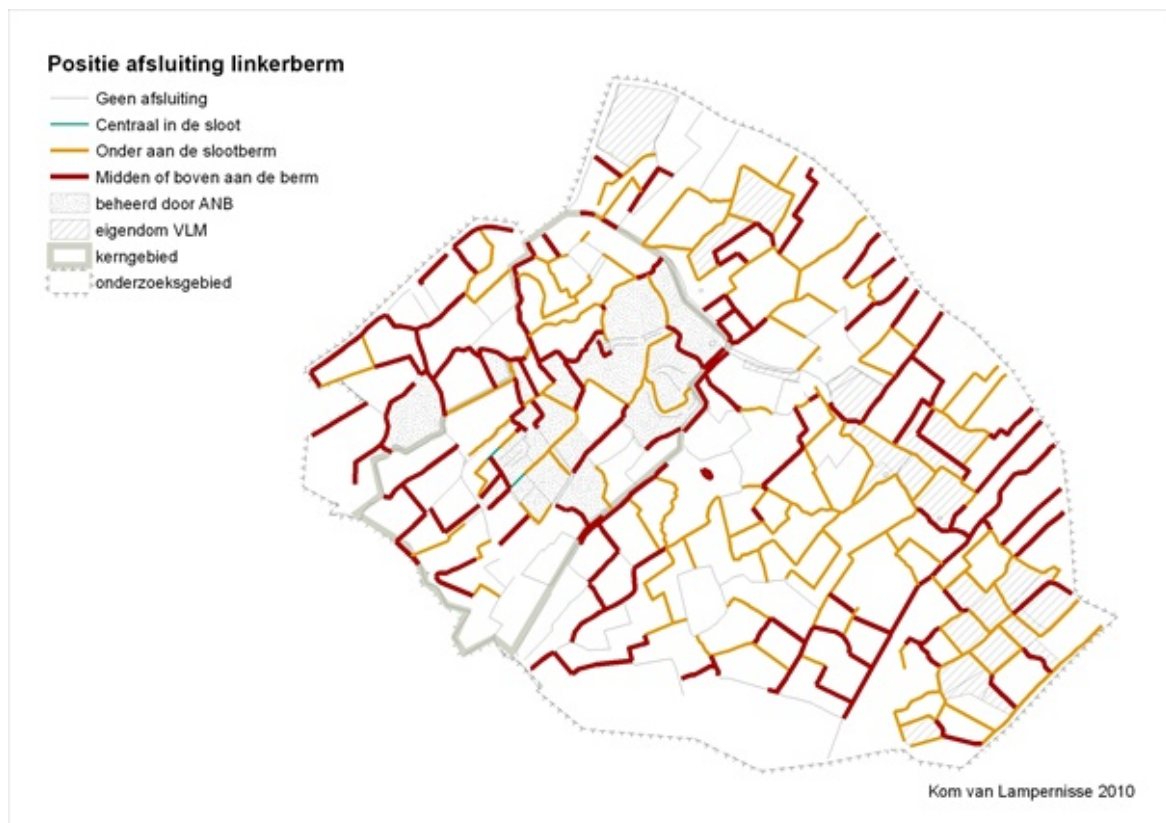 Positie afsluiting linkerberm
Geen afsluiting
Centraal in de sloot
Onder aan de slootberm
Midden of boven aan de berm
beheerd door ANB
eigendom VLM
kerngebied
onderzoeksgebied
Kom van Lampernisse 2010